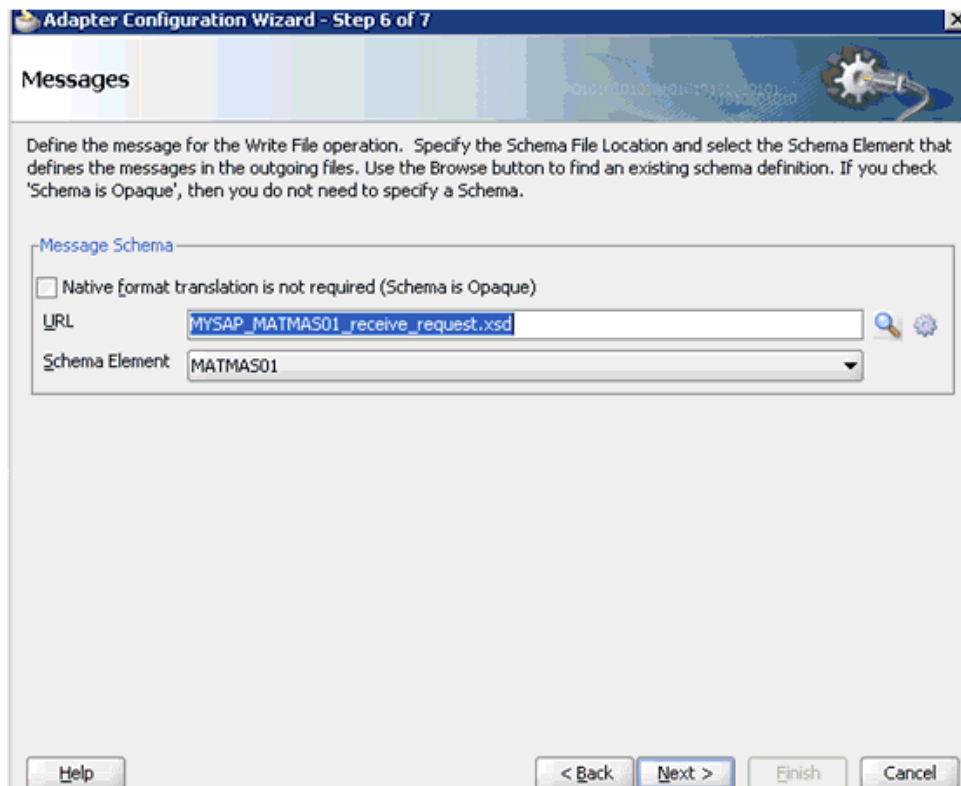 Adapter Configuration Wizard - Step 6 of 7
Messages
Define the message for the Write File operation. Specify the Schema File Location and select the Schema Element that
defines the messages in the outgoing files. Use the Browse button to find an existing schema definition. If you check
'Schema is Opaque', then you do not need to specify a Schema.
Message Schema
Native format translation is not required (Schema is Opaque)
URL MYSAP_MATMAS01_receive_request.xsd
Schema Element MATMAS01
Help < Back Next > Finish Cancel